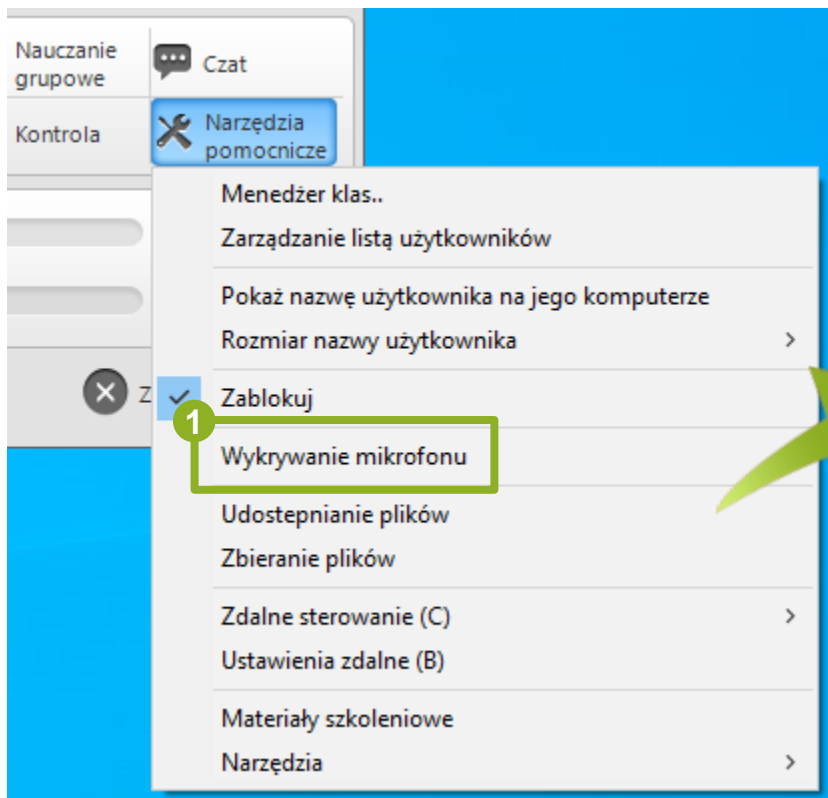 Nauczanie
grupowe
Czat
Kontrola
Narzędzia
pomocnicze
Menedżer klas..
Zarządzanie listą użytkowników
Pokaż nazwę użytkownika na jego komputerze
Rozmiar nazwy użytkownika
Z
Zablokuj
1
Wykrywanie mikrofonu
Udostepnianie plików
Zbieranie plików
Zdalne sterowanie (C)
Ustawienia zdalne (B)
Materiały szkoleniowe
Narzędzia